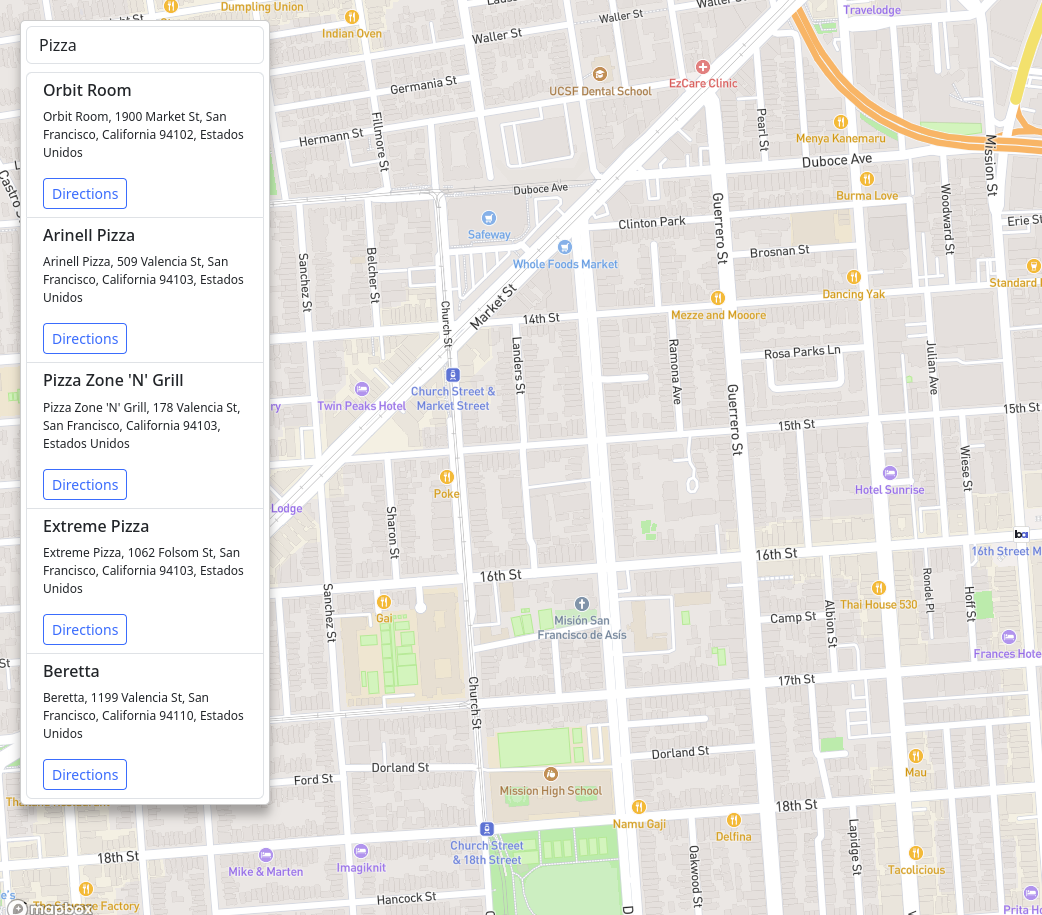 Pizza
Orbit Room
Orbit Room, 1900 Market St, San
Francisco, California 94102, Estados
Unidos
Directions
Arinell Pizza
Arinell Pizza, 509 Valencia St, San
Francisco, California 94103, Estados
Unidos
Directions
Pizza Zone 'N' Grill
Pizza Zone 'N' Grill, 178 Valencia St,
San Francisco, California 94103,
Estados Unidos
Directions
Extreme Pizza
Extreme Pizza, 1062 Folsom St, San
Francisco, California 94103, Estados
Unidos
Directions
Beretta
Beretta, 1199 Valencia St, San
Francisco, California 94110, Estados
Unidos
Directions
Dumpling Union
Indian Oven
Waller St
Waller St
Waller St
Travelodge
Germania St
UCSF Dental School
EzCare Clinic
Hermann St
Fillmore St
Pearl St
Menya Kanemaru
Mission St
Duboce Ave
Castro St
Duboce Ave
Burma Love
Woodward St
Safeway
Clinton Park
Guerrero St
Erie St
Whole Foods Market
Brosnan St
Sanchez St
Belcher St
Dancing Yak
Standard
Market St
Church St
14th St
Mezze and Mooore
Landers St
Ramona Ave
Rosa Parks Ln
Julian Ave
Church Street &
Market Street
Twin Peaks Hotel
Guerrero St
15th St
15th St
Poke
Hotel Sunrise
Wiese St
Lodge
Sharon St
16th St
16th Street M
16th St
Sanchez St
Gai
Thai House 530
Rondel Pl
Hoff St
Misión San
Francisco de Asís
Camp St
Albion St
Frances Hote
17th St
Church St
Dorland St
Dorland St
Ford St
Mau
Mission High School
18th St
Namu Gaji
Delfina
Church Street
& 18th Street
18th St
Mike & Marten
Imagiknit
Oakwood St
Lapidge St
Tacolicious
Hancock St
Prita Ho
mapbox